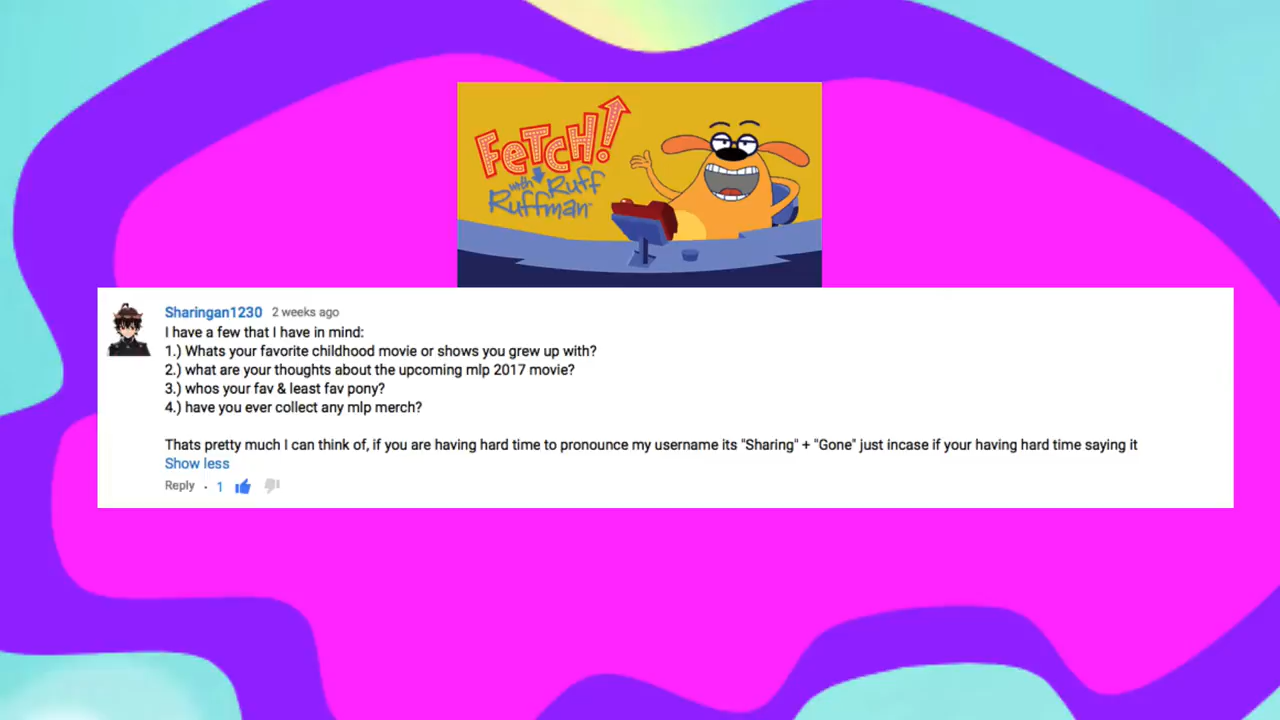 FETCH!
with Ruff
Ruffman
Sharingan1230 2 weeks ago
I have a few that I have in mind:
1.) Whats your favorite childhood movie or shows you grew up with?
2.) what are your thoughts about the upcoming mlp 2017 movie?
3.) whos your fav & least fav pony?
4.) have you ever collect any mlp merch?
Thats pretty much I can think of, if you are having hard time to pronounce my username its "Sharing" + "Gone" just incase if your having hard time saying it
Show less
Reply · 1